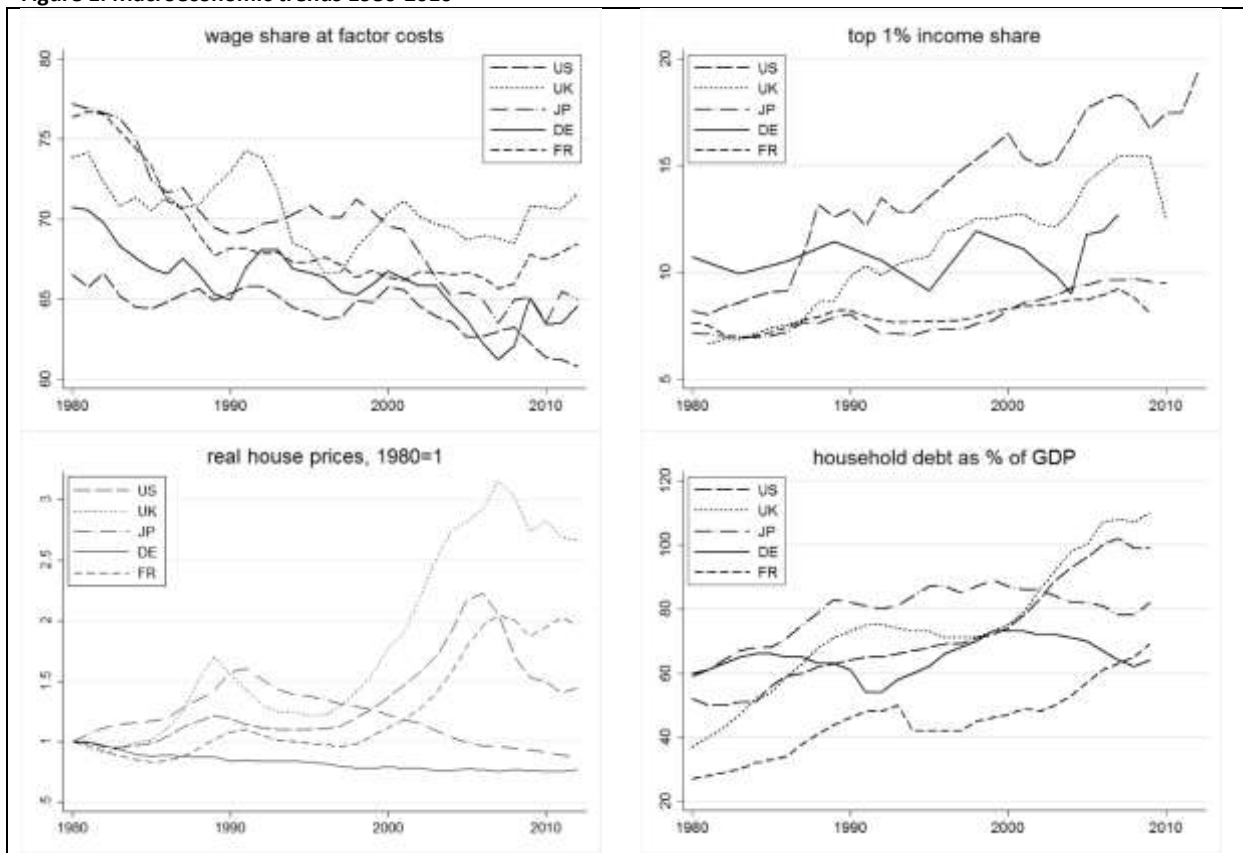 wage share at factor costs
80
75
70
65
60
US
UK
JP
DE
FR
1980
1990
2000
2010
top 1% income share
20
15
10
5
US
UK
JP
DE
FR
1980
1990
2000
2010
real house prices, 1980=1
3
2.5
2
1.5
1
.5
US
UK
JP
DE
FR
1980
1990
2000
2010
household debt as % of GDP
120
100
80
60
40
20
US
UK
JP
DE
FR
1980
1990
2000
2010